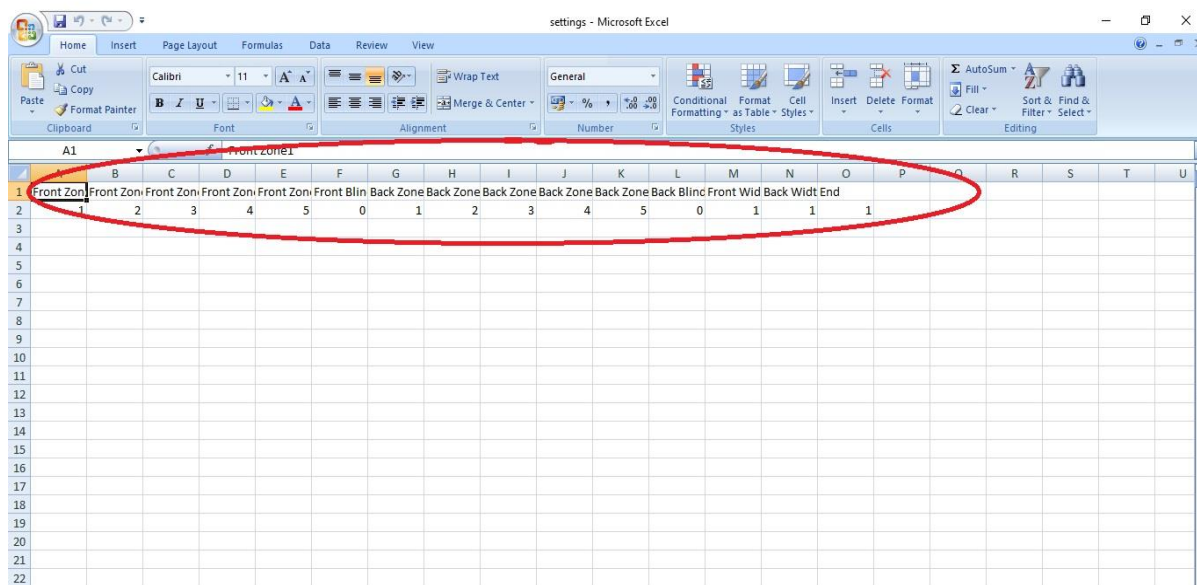 settings - Microsoft Excel
Home Insert Page Layout Formulas Data Review View
Cut
Copy
Format Painter
Paste
Clipboard
Calibri 11
B I U
Font
Wrap Text
Merge & Center
Alignment
General
% ,
Number
Conditional Formatting
Format as Table
Cell Styles
Styles
Insert Delete Format
Cells
Σ AutoSum
Fill
Clear
Sort & Filter
Find & Select
Editing
A1 Front Zone1
A B C D E F G H I J K L M N O P Q R S T U
1 Front Zon Front Zon Front Zon Front Zon Front Zon Front Blin Back Zone Back Zone Back Zone Back Zone Back Zone Back Blind Front Wid Back Widt End
2 1 2 3 4 5 0 1 2 3 4 5 0 1 1 1
3
4
5
6
7
8
9
10
11
12
13
14
15
16
17
18
19
20
21
22